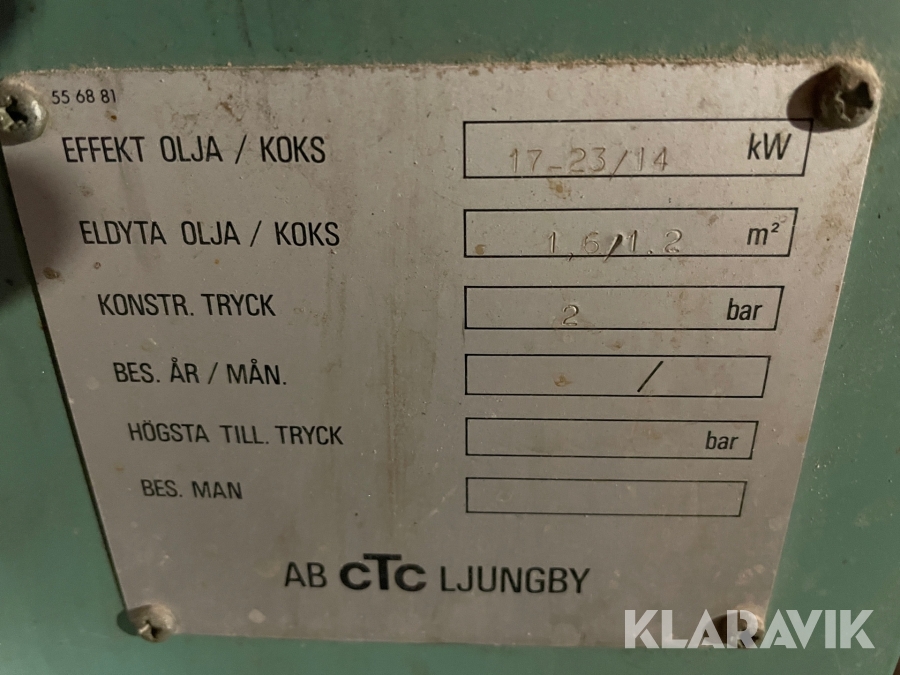 55 68 81
EFFEKT OLJA / KOKS 17-23/14 kW
ELDYTA OLJA / KOKS 1,6/1.2 m²
KONSTR. TRYCK 2 bar
BES. ÅR / MÅN. /
HÖGSTA TILL. TRYCK bar
BES. MAN
AB CTC LJUNGBY
KLARAVIK